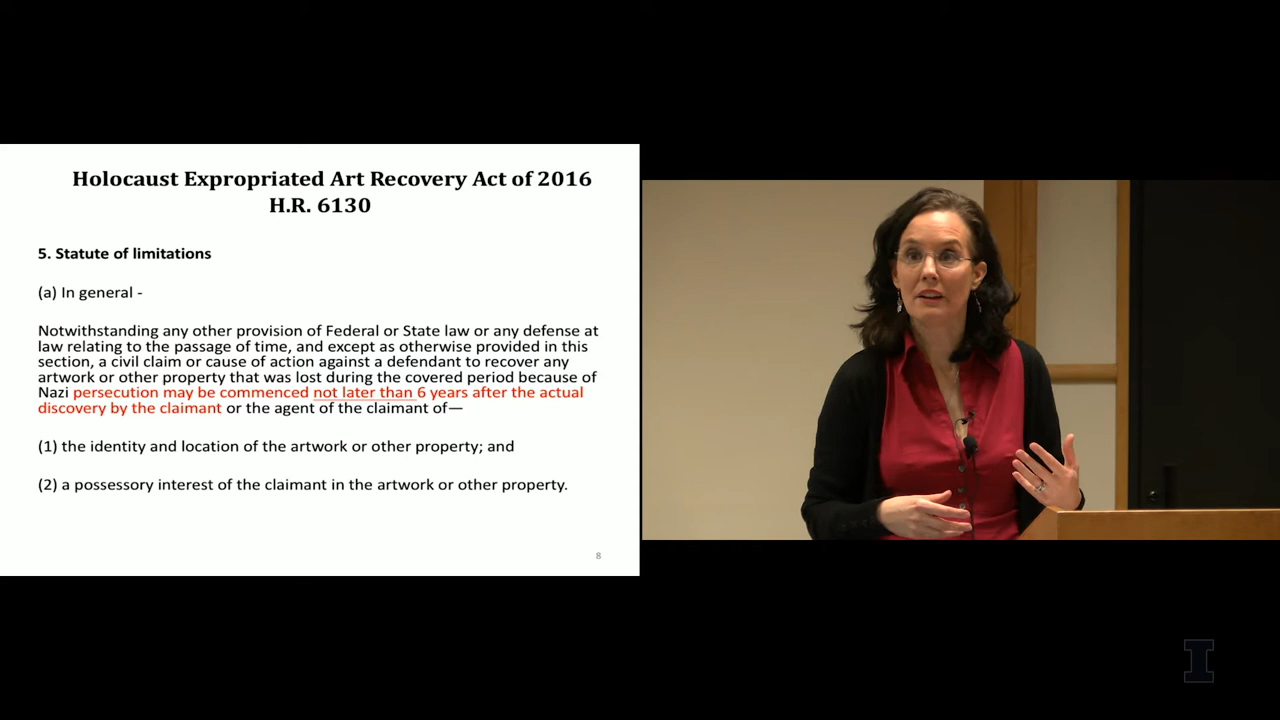 Holocaust Expropriated Art Recovery Act of 2016
H.R. 6130
5. Statute of limitations
(a) In general -
Notwithstanding any other provision of Federal or State law or any defense at
law relating to the passage of time, and except as otherwise provided in this
section, a civil claim or cause of action against a defendant to recover any
artwork or other property that was lost during the covered period because of
Nazi persecution may be commenced not later than 6 years after the actual
discovery by the claimant or the agent of the claimant of—
(1) the identity and location of the artwork or other property; and
(2) a possessory interest of the claimant in the artwork or other property.
8
I